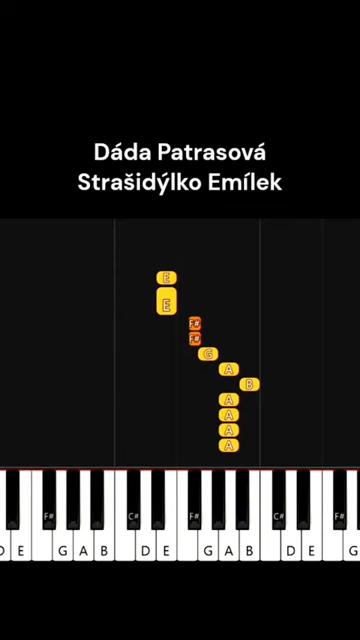 Dáda Patrasová
Strašidýlko Emílek
E
E
F#
F#
G
A
B
A
A
A
A
F# C# F# C# F#
D E G A B D E G A B D E G